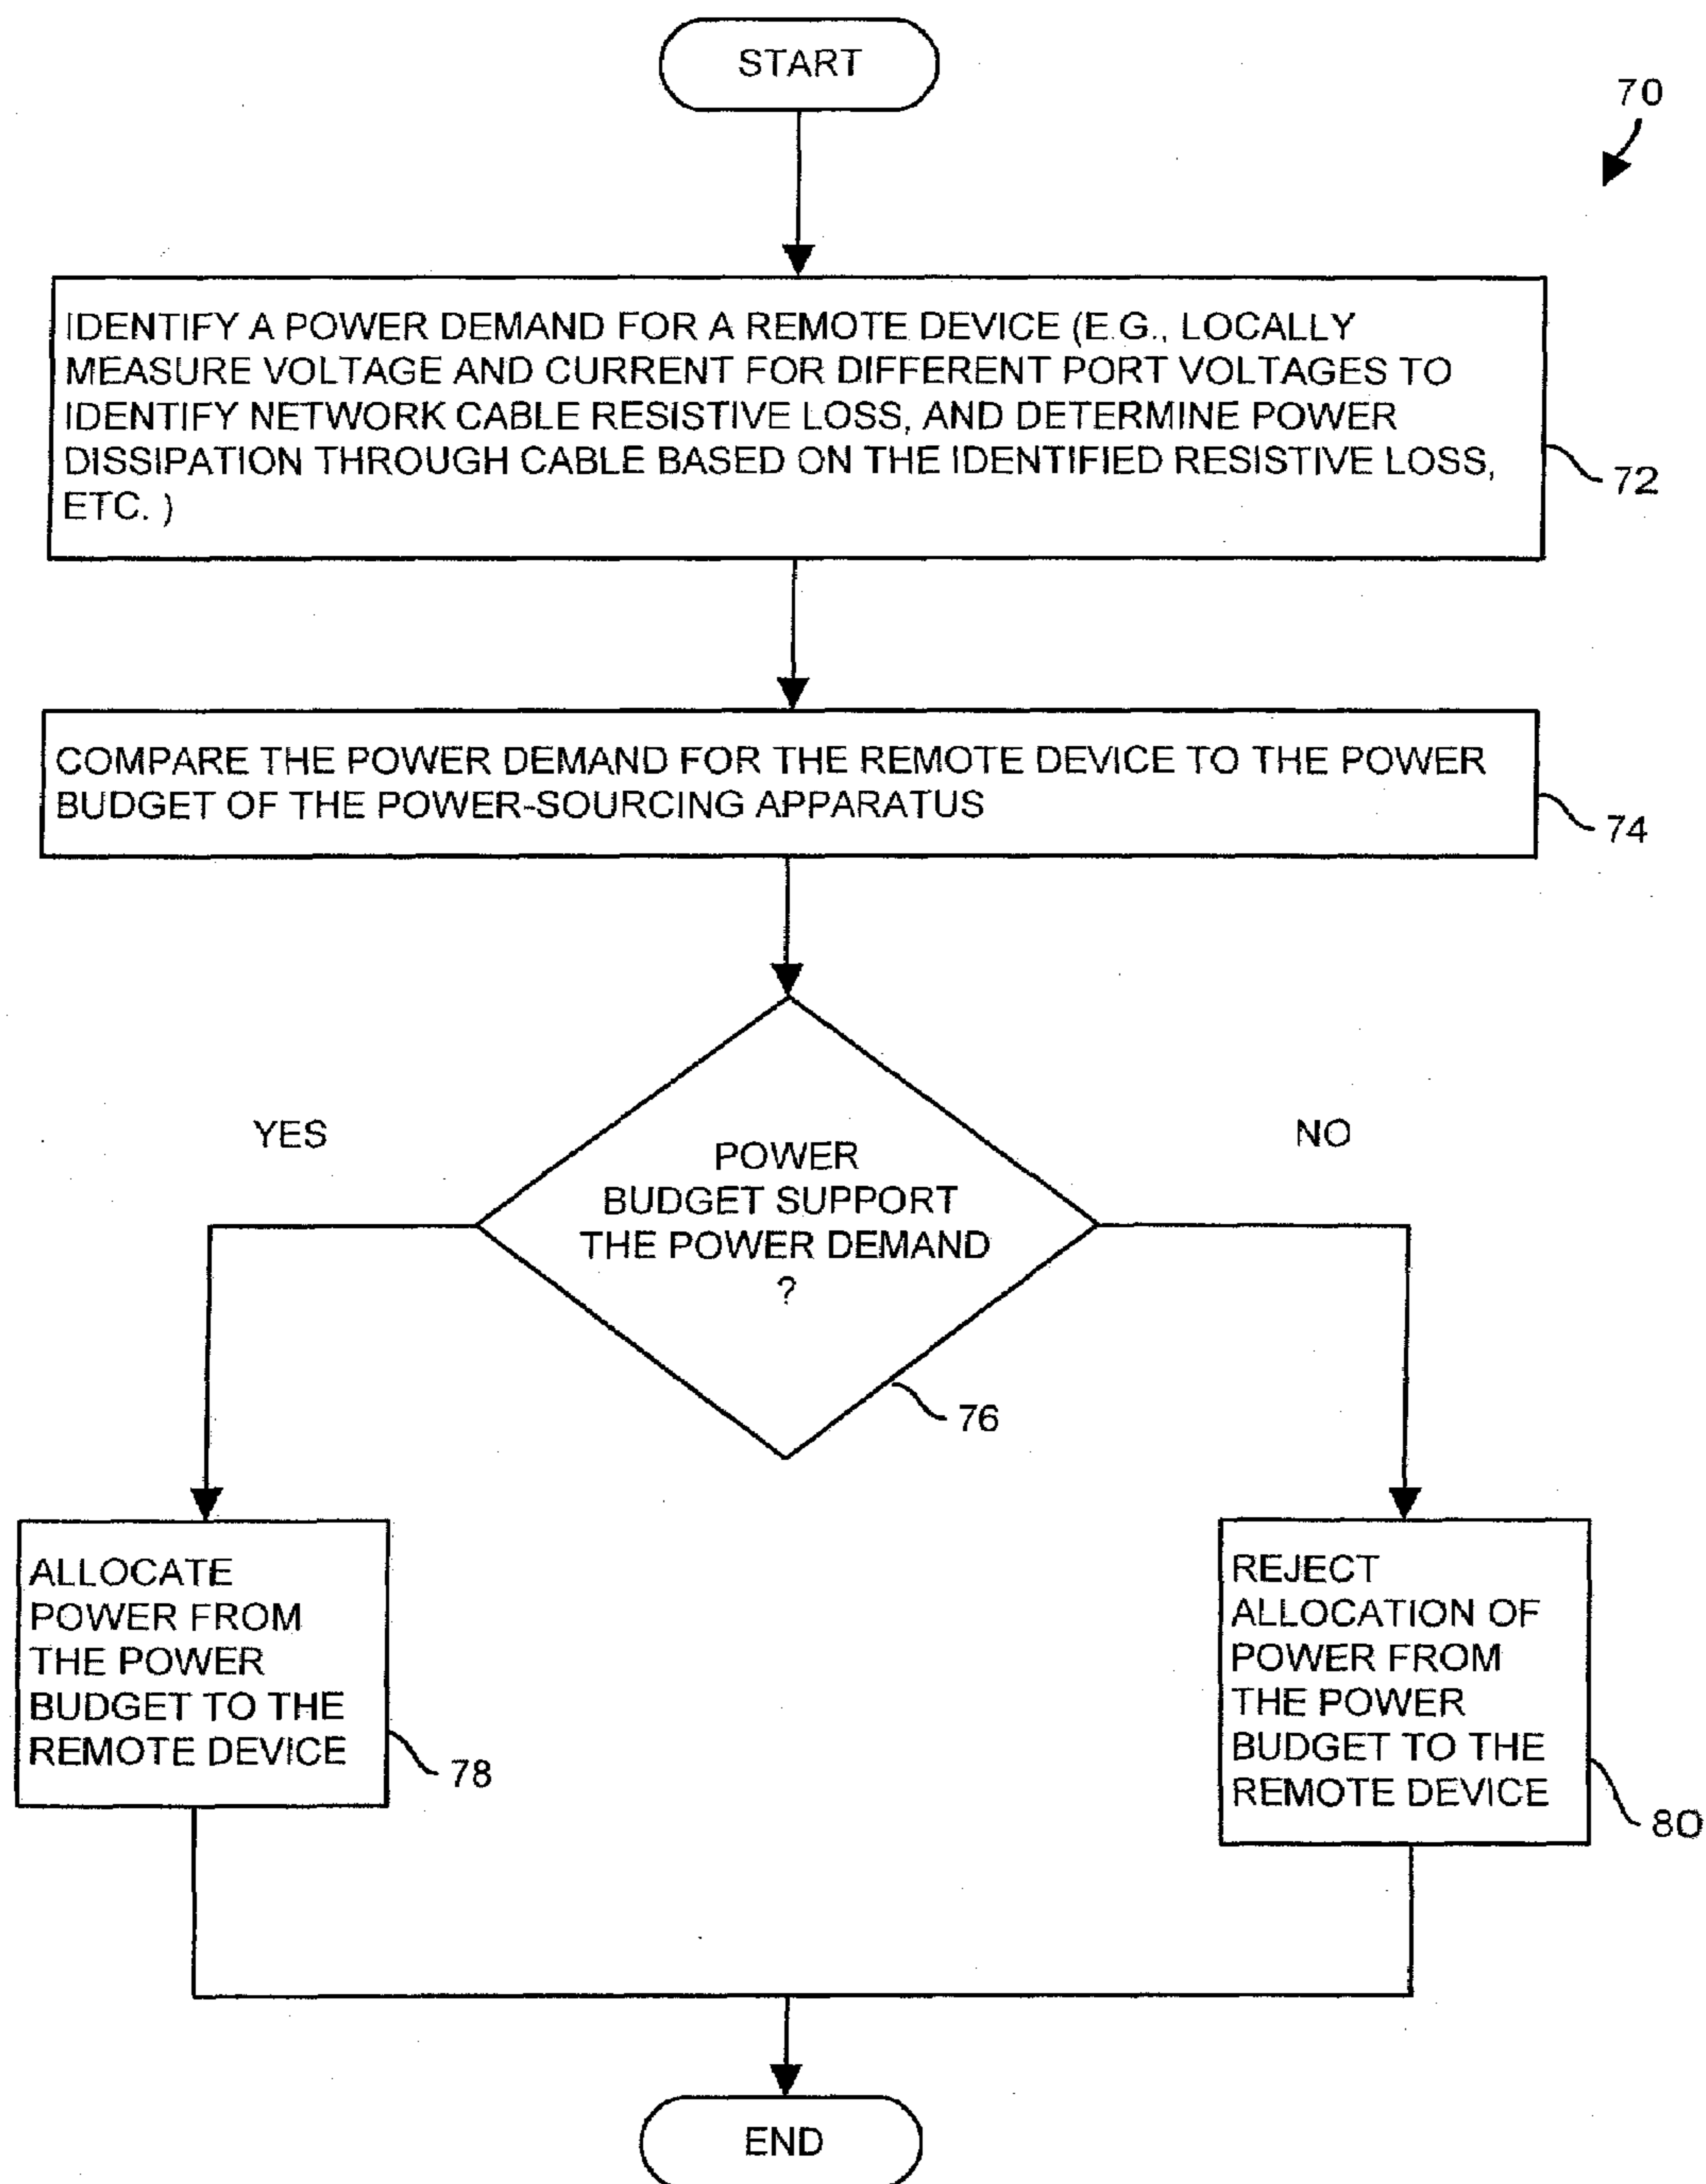 START
70
IDENTIFY A POWER DEMAND FOR A REMOTE DEVICE (E.G., LOCALLY
MEASURE VOLTAGE AND CURRENT FOR DIFFERENT PORT VOLTAGES TO
IDENTIFY NETWORK CABLE RESISTIVE LOSS, AND DETERMINE POWER
DISSIPATION THROUGH CABLE BASED ON THE IDENTIFIED RESISTIVE LOSS,
ETC. )
72
COMPARE THE POWER DEMAND FOR THE REMOTE DEVICE TO THE POWER
BUDGET OF THE POWER-SOURCING APPARATUS
74
YES
NO
POWER
BUDGET SUPPORT
THE POWER DEMAND
?
76
ALLOCATE
POWER FROM
THE POWER
BUDGET TO THE
REMOTE DEVICE
78
REJECT
ALLOCATION OF
POWER FROM
THE POWER
BUDGET TO THE
REMOTE DEVICE
80
END